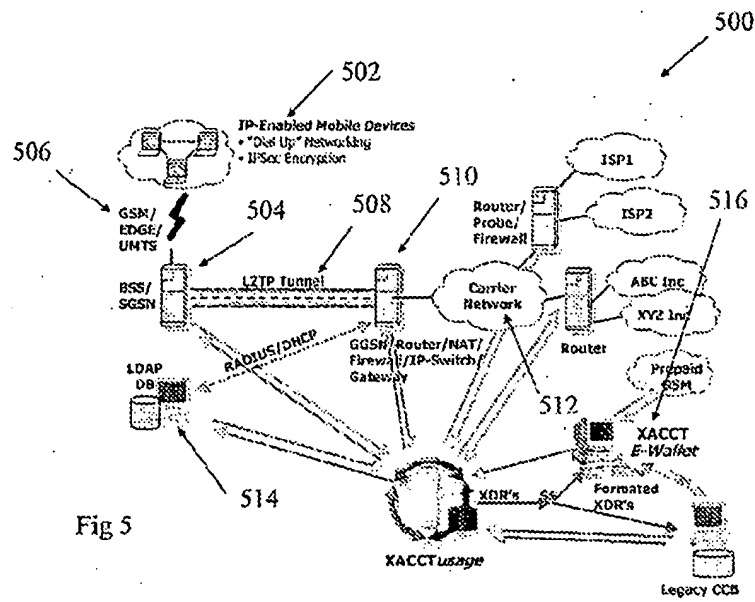 500
502
IP-Enabled Mobile Devices
• "Dial Up" Networking
• IPSec Encryption
506
GSM/
EDGE/
UMTS
504
508
510
Router/
Probe/
Firewall
ISP1
ISP2
516
BSS/
SGSN
L2TP Tunnel
Carrier
Network
ABC Inc
XYZ Inc
Router
RADIUS/DHCP
GGSN/Router/NAT/
Firewall/IP-Switch/
Gateway
LDAP
DB
512
Prepaid
GSM
XACCT
E-Wallet
514
XDR's
$$
Formated
XDR's
Fig 5
XACCTusage
Legacy CCB